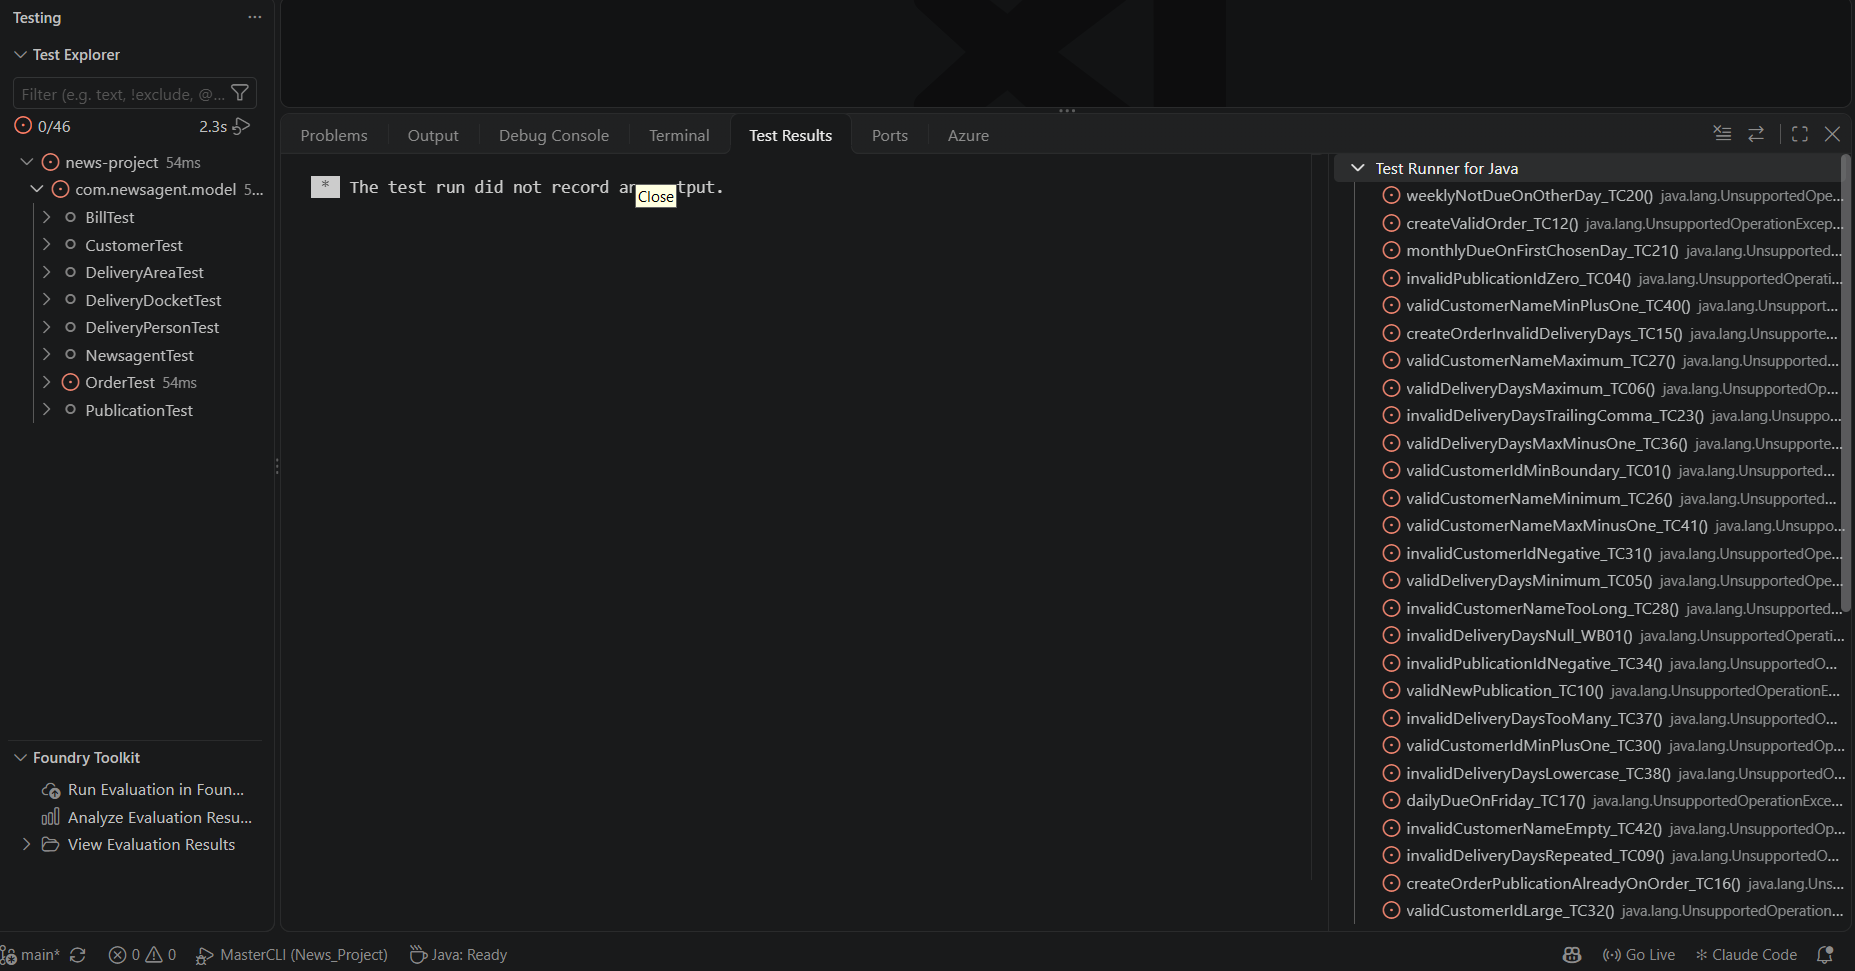 Testing
Test Explorer
Filter (e.g. text, !exclude, @...
0/46 2.3s
news-project 54ms
com.newsagent.model 5...
BillTest
CustomerTest
DeliveryAreaTest
DeliveryDocketTest
DeliveryPersonTest
NewsagentTest
OrderTest 54ms
PublicationTest
Foundry Toolkit
Run Evaluation in Foun...
Analyze Evaluation Resu...
View Evaluation Results
Problems Output Debug Console Terminal Test Results Ports Azure
* The test run did not record an tput.
Close
Test Runner for Java
weeklyNotDueOnOtherDay_TC20() java.lang.UnsupportedOpe...
createValidOrder_TC12() java.lang.UnsupportedOperationExcep...
monthlyDueOnFirstChosenDay_TC21() java.lang.Unsupported...
invalidPublicationIdZero_TC04() java.lang.UnsupportedOperati...
validCustomerNameMinPlusOne_TC40() java.lang.Unsupport...
createOrderInvalidDeliveryDays_TC15() java.lang.Unsupporte...
validCustomerNameMaximum_TC27() java.lang.Unsupported...
validDeliveryDaysMaximum_TC06() java.lang.UnsupportedOp...
invalidDeliveryDaysTrailingComma_TC23() java.lang.Unsuppo...
validDeliveryDaysMaxMinusOne_TC36() java.lang.Unsupporte...
validCustomerIdMinBoundary_TC01() java.lang.Unsupported...
validCustomerNameMinimum_TC26() java.lang.Unsupported...
validCustomerNameMaxMinusOne_TC41() java.lang.Unsuppo...
invalidCustomerIdNegative_TC31() java.lang.UnsupportedOpe...
validDeliveryDaysMinimum_TC05() java.lang.UnsupportedOpe...
invalidCustomerNameTooLong_TC28() java.lang.Unsupported...
invalidDeliveryDaysNull_WB01() java.lang.UnsupportedOperati...
invalidPublicationIdNegative_TC34() java.lang.UnsupportedO...
validNewPublication_TC10() java.lang.UnsupportedOperationE...
invalidDeliveryDaysTooMany_TC37() java.lang.UnsupportedO...
validCustomerIdMinPlusOne_TC30() java.lang.UnsupportedOp...
invalidDeliveryDaysLowercase_TC38() java.lang.UnsupportedO...
dailyDueOnFriday_TC17() java.lang.UnsupportedOperationExce...
invalidCustomerNameEmpty_TC42() java.lang.UnsupportedOp...
invalidDeliveryDaysRepeated_TC09() java.lang.UnsupportedO...
createOrderPublicationAlreadyOnOrder_TC16() java.lang.Uns...
validCustomerIdLarge_TC32() java.lang.UnsupportedOperation...
main* 0 0 MasterCLI (News_Project) Java: Ready Go Live Claude Code